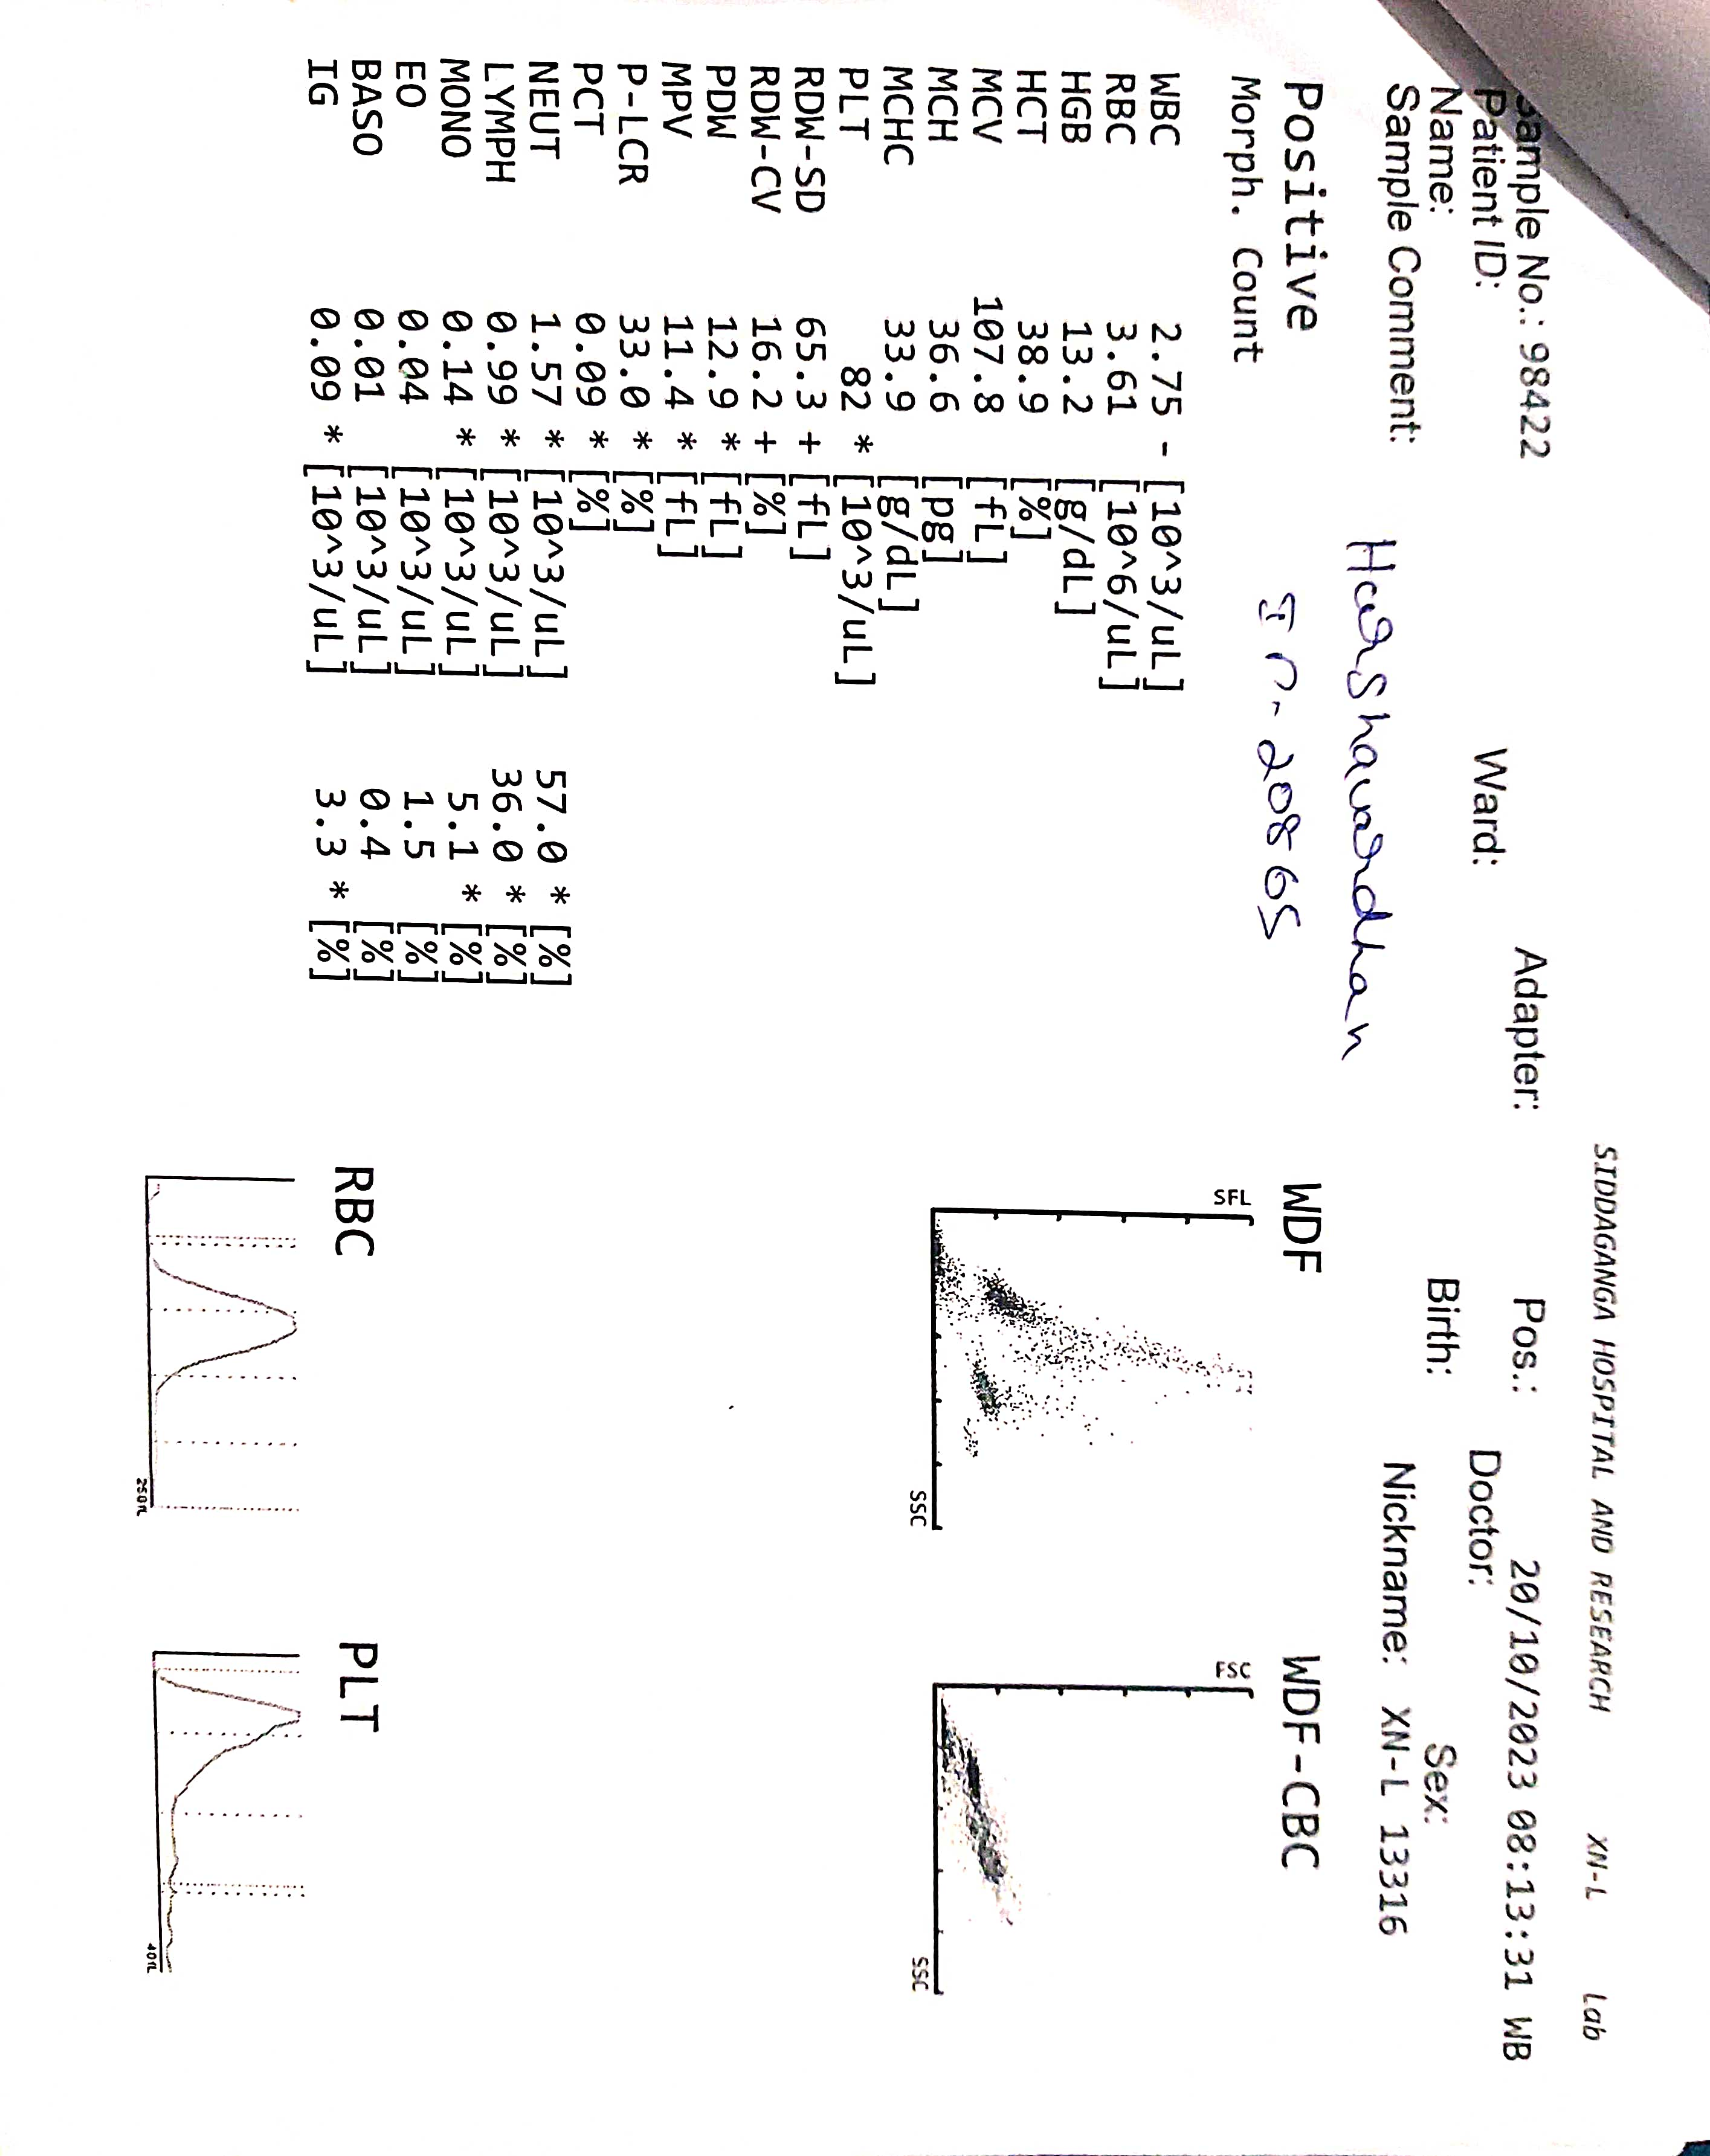 SIDDAGANGA HOSPITAL AND RESEARCH XN-L Lab
Sample No.: 98422 Adapter: Pos.: 20/10/2023 08:13:31 WB
Patient ID: Ward: Doctor:
Name: Birth: Sex:
Sample Comment: Nickname: XN-L 13316
Harshavardhan
Positive
Morph. Count
20865
WBC 2.75 - [10^3/uL]
RBC 3.61 [10^6/uL]
HGB 13.2 [g/dL]
HCT 38.9 [%]
MCV 107.8 [fL]
MCH 36.6 [pg]
MCHC 33.9 [g/dL]
PLT 82 * [10^3/uL]
RDW-SD 65.3 + [fL]
RDW-CV 16.2 + [%]
PDW 12.9 * [fL]
MPV 11.4 * [fL]
P-LCR 33.0 * [%]
PCT 0.09 * [%]
NEUT 1.57 * [10^3/uL] 57.0 * [%]
LYMPH 0.99 * [10^3/uL] 36.0 * [%]
MONO 0.14 * [10^3/uL] 5.1 * [%]
EO 0.04 [10^3/uL] 1.5 [%]
BASO 0.01 [10^3/uL] 0.4 [%]
IG 0.09 * [10^3/uL] 3.3 * [%]
WDF WDF-CBC
SFL FSC
SSC SSC
RBC PLT
250fL 40fL